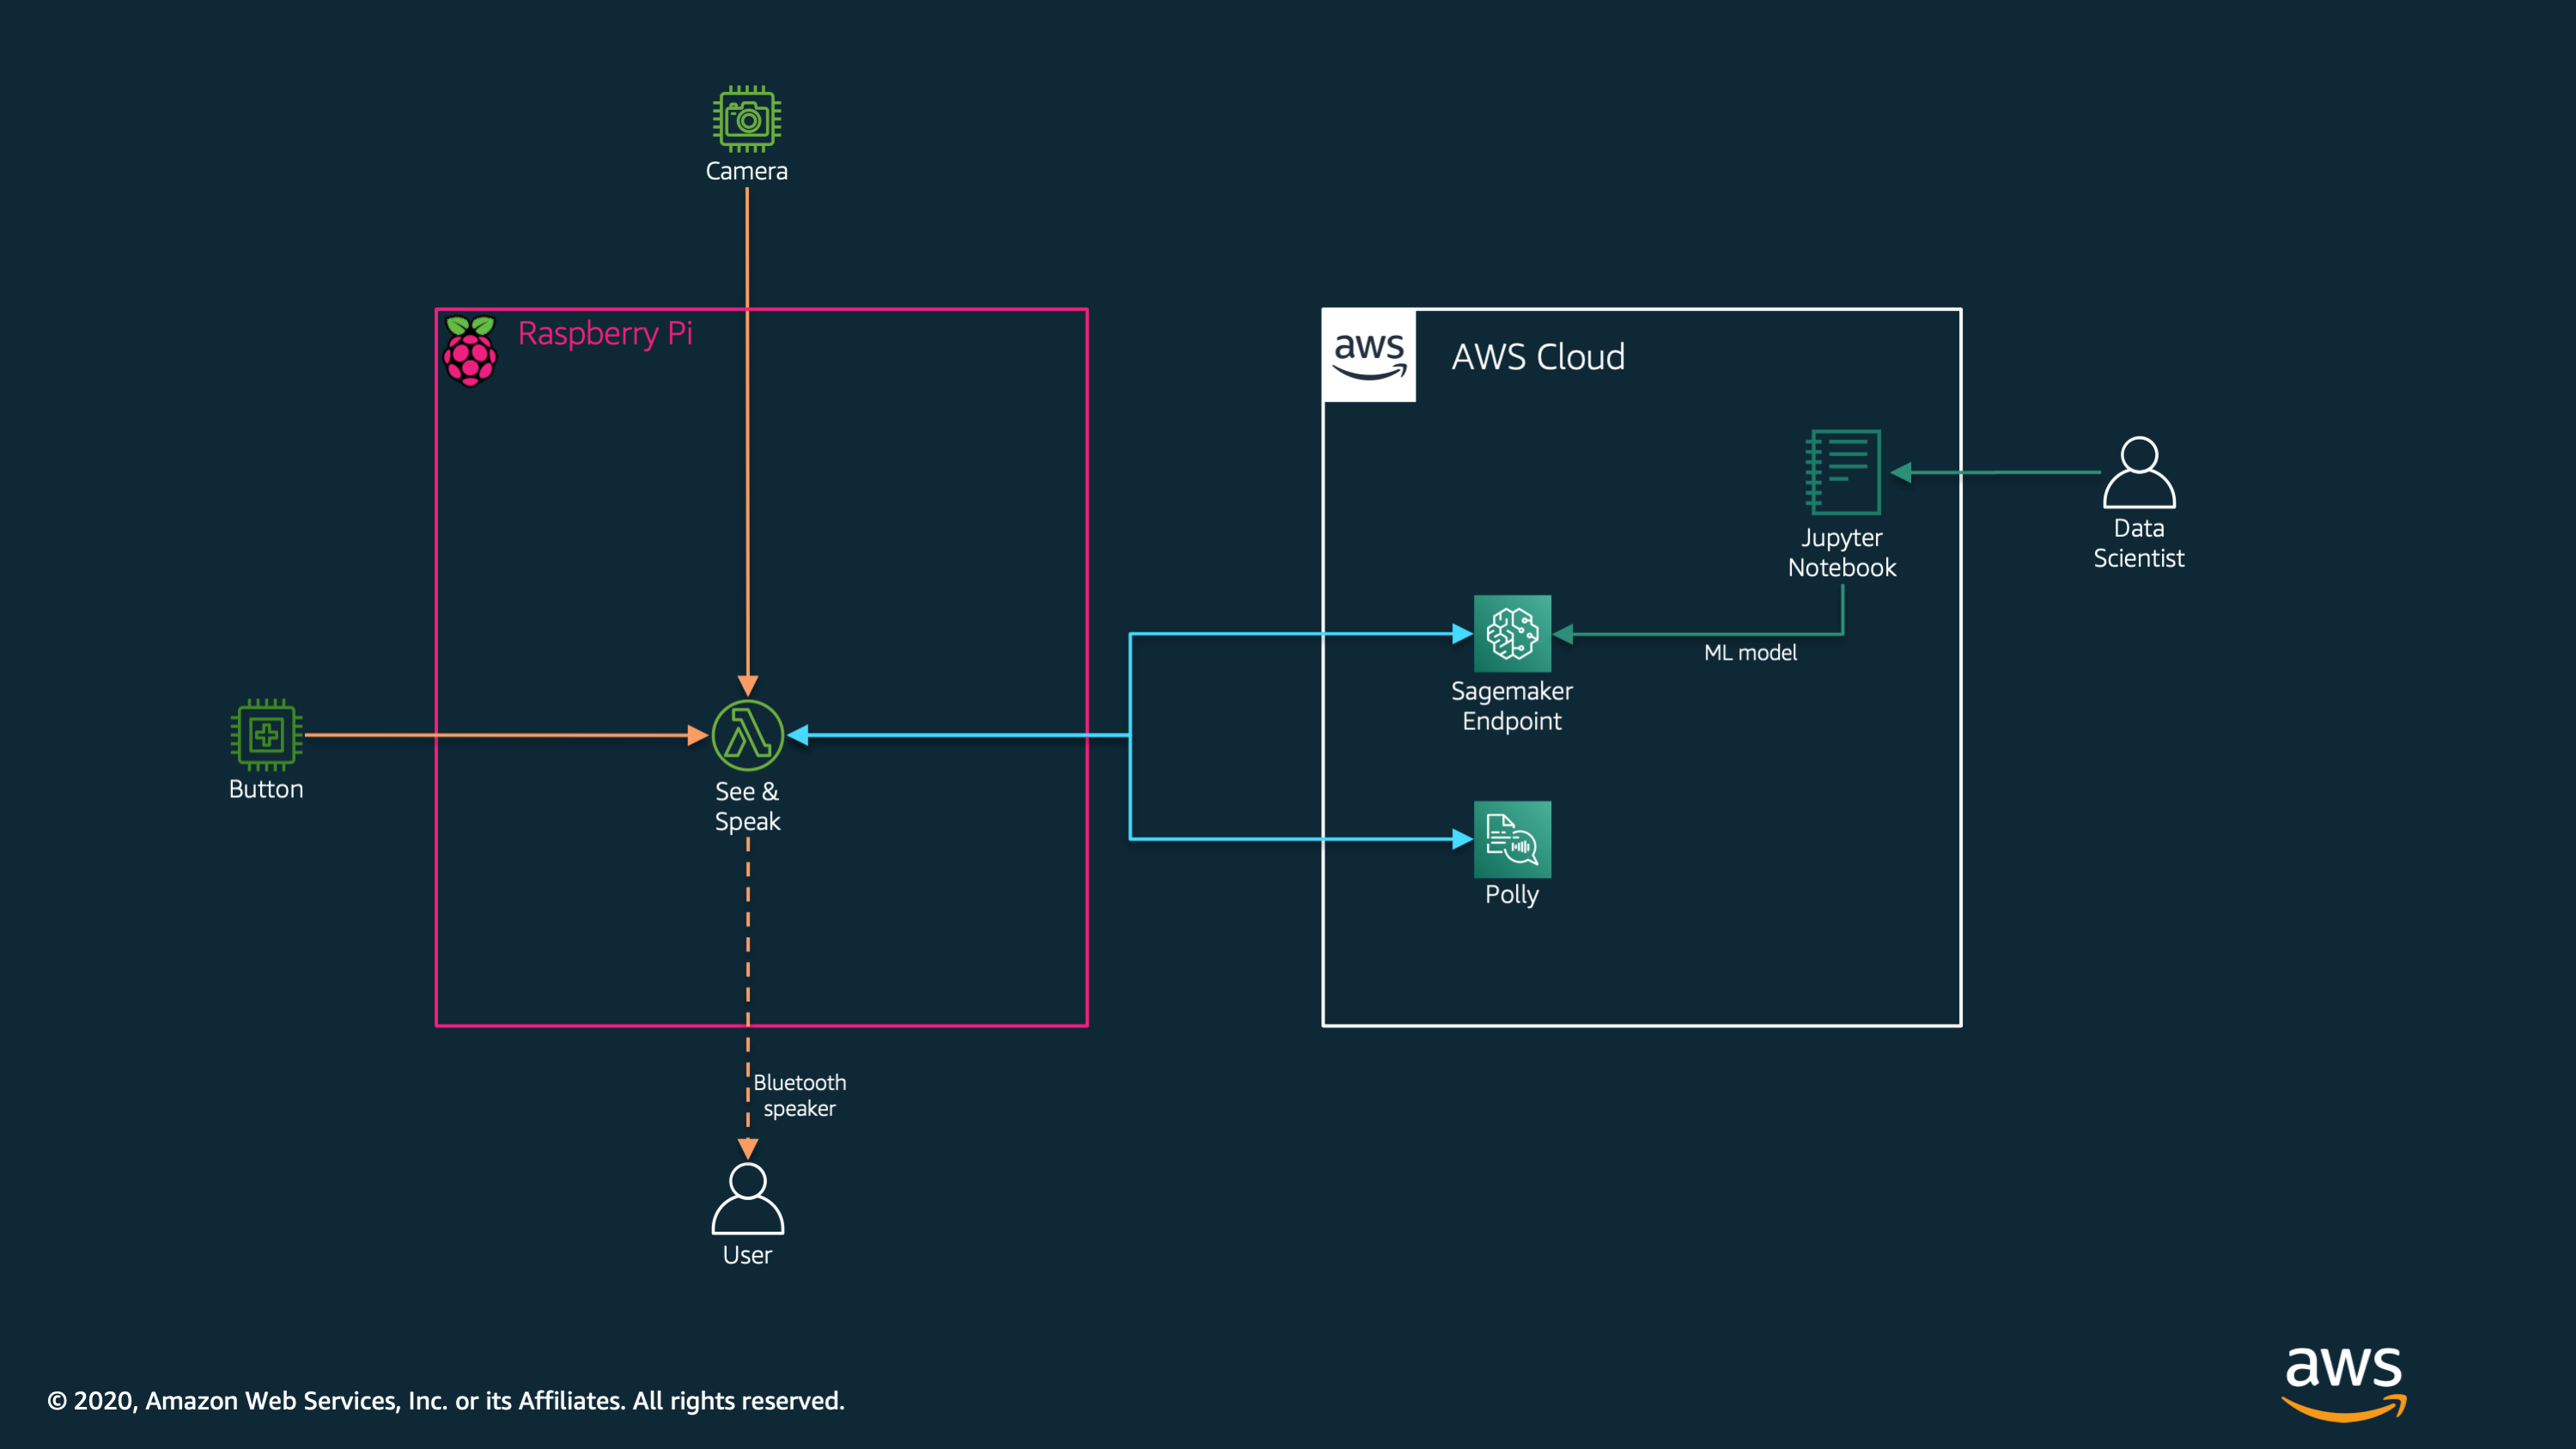 Camera
Raspberry Pi
aws
AWS Cloud
Jupyter
Notebook
Data
Scientist
ML model
Sagemaker
Endpoint
Button
See &
Speak
Polly
Bluetooth
speaker
User
© 2020, Amazon Web Services, Inc. or its Affiliates. All rights reserved.
aws